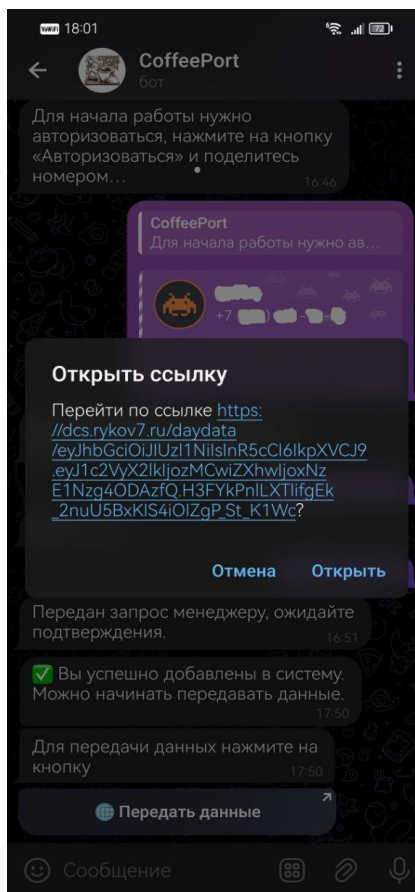 VoWiFi 18:01 72
CoffeePort
бот
Для начала работы нужно
авторизоваться, нажмите на кнопку
«Авторизоваться» и поделитесь
номером…
16:46
CoffeePort
Для начала работы нужно ав...
+7 ) - -
Открыть ссылку
Перейти по ссылке https:
//dcs.rykov7.ru/daydata
/eyJhbGciOiJIUzI1NiIsInR5cCI6IkpXVCJ9
.eyJ1c2VyX2lkIjozMCwiZXhwIjoxNz
E1Nzg4ODAzfQ.H3FYkPnlLXTlifgEk
_2nuU5BxKlS4iOIZgP_St_K1Wc?
Отмена Открыть
Передан запрос менеджеру, ожидайте
подтверждения.
16:51
Вы успешно добавлены в систему.
Можно начинать передавать данные.
17:50
Для передачи данных нажмите на
кнопку
17:50
Передать данные
Сообщение